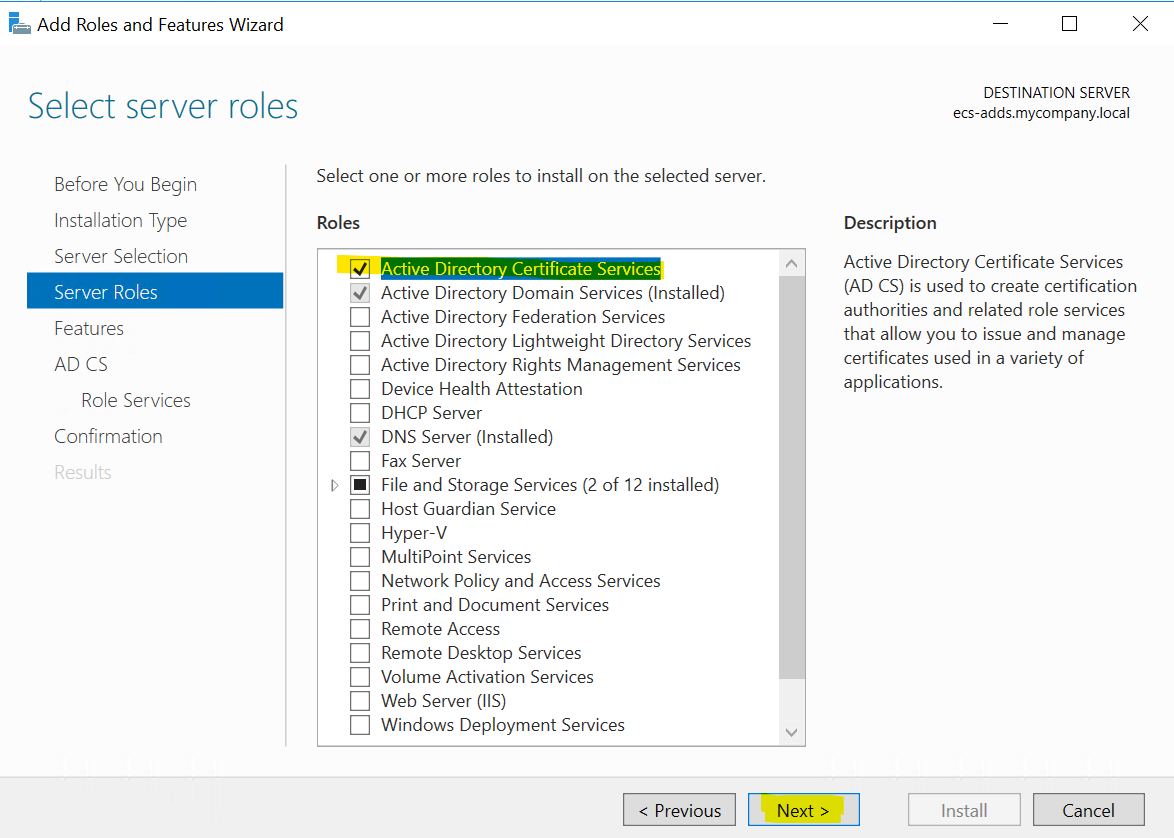 Add Roles and Features Wizard
Select server roles
DESTINATION SERVER
ecs-adds.mycompany.local
Before You Begin
Installation Type
Server Selection
Server Roles
Features
AD CS
Role Services
Confirmation
Results
Select one or more roles to install on the selected server.
Roles
Active Directory Certificate Services
Active Directory Domain Services (Installed)
Active Directory Federation Services
Active Directory Lightweight Directory Services
Active Directory Rights Management Services
Device Health Attestation
DHCP Server
DNS Server (Installed)
Fax Server
File and Storage Services (2 of 12 installed)
Host Guardian Service
Hyper-V
MultiPoint Services
Network Policy and Access Services
Print and Document Services
Remote Access
Remote Desktop Services
Volume Activation Services
Web Server (IIS)
Windows Deployment Services
Description
Active Directory Certificate Services
(AD CS) is used to create certification
authorities and related role services
that allow you to issue and manage
certificates used in a variety of
applications.
< Previous
Next >
Install
Cancel